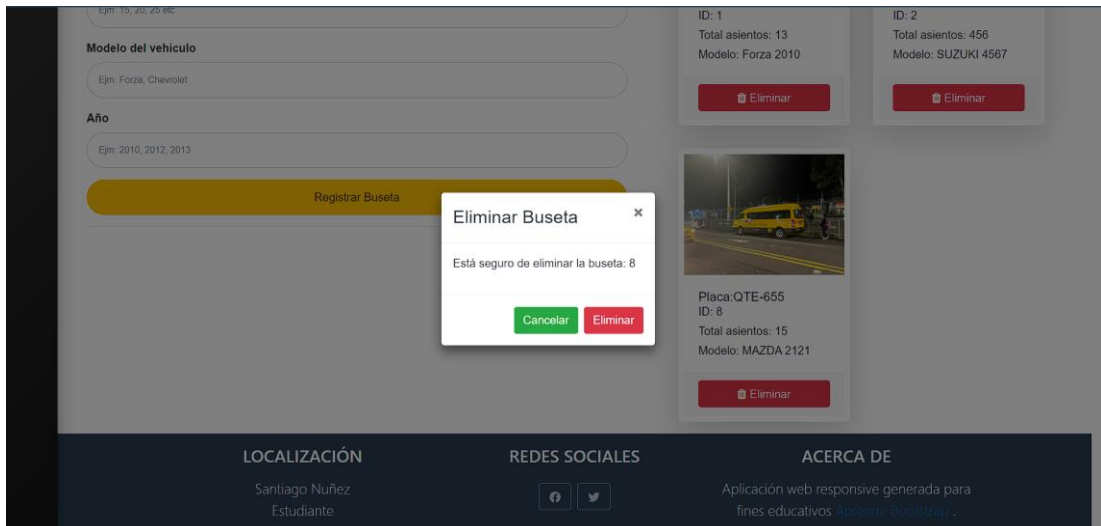 Ejm: 15, 20, 25 etc
Modelo del vehículo
Ejm: Forza, Chevrolet
Año
Ejm: 2010, 2012, 2013
Registrar Buseta
ID: 1
Total asientos: 13
Modelo: Forza 2010
Eliminar
ID: 2
Total asientos: 456
Modelo: SUZUKI 4567
Eliminar
Eliminar Buseta
×
Está seguro de eliminar la buseta: 8
Cancelar
Eliminar
Placa:QTE-655
ID: 8
Total asientos: 15
Modelo: MAZDA 2121
Eliminar
LOCALIZACIÓN
Santiago Nuñez
Estudiante
REDES SOCIALES
ACERCA DE
Aplicación web responsive generada para
fines educativos Aprende Bootstrap .